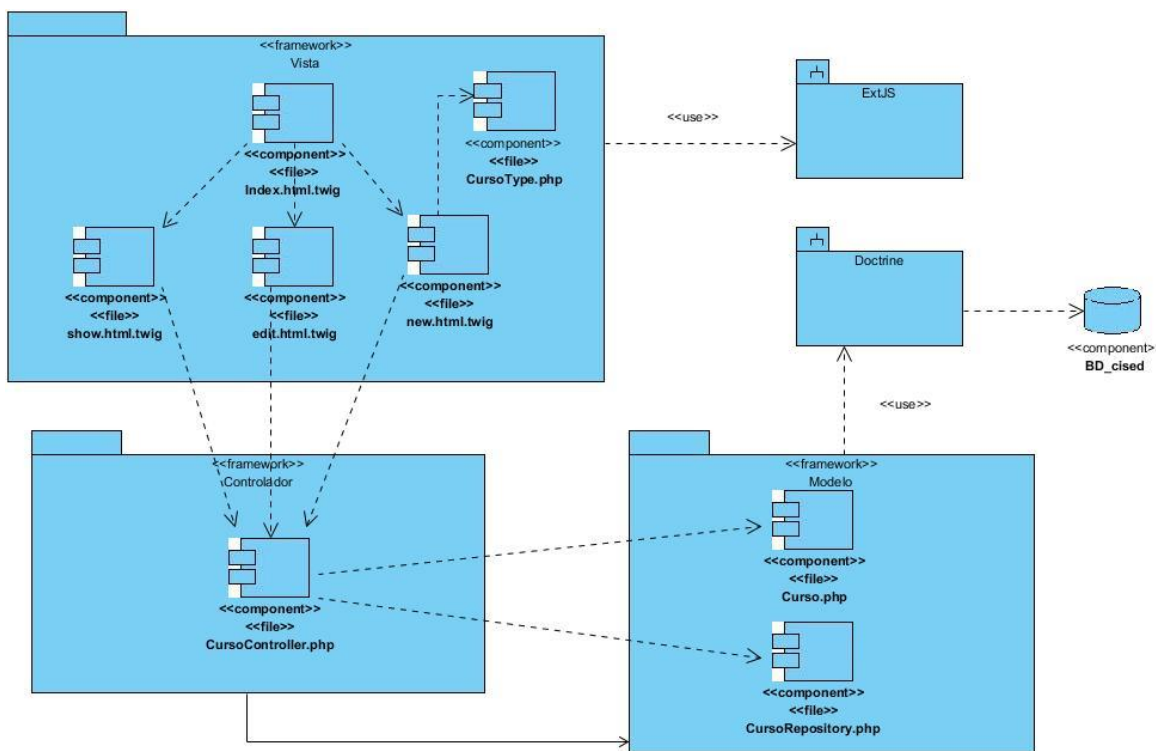 <<framework>>
Vista
<<component>>
<<file>>
Index.html.twig
<<component>>
<<file>>
CursoType.php
<<component>>
<<file>>
show.html.twig
<<component>>
<<file>>
edit.html.twig
<<component>>
<<file>>
new.html.twig
<<use>>
ExtJS
Doctrine
<<component>
BD_cised
<<use>>
<<framework>>
Controlador
<<component>>
<<file>>
CursoController.php
<<framework>>
Modelo
<<component>>
<<file>>
Curso.php
<<component>>
<<file>>
CursoRepository.php